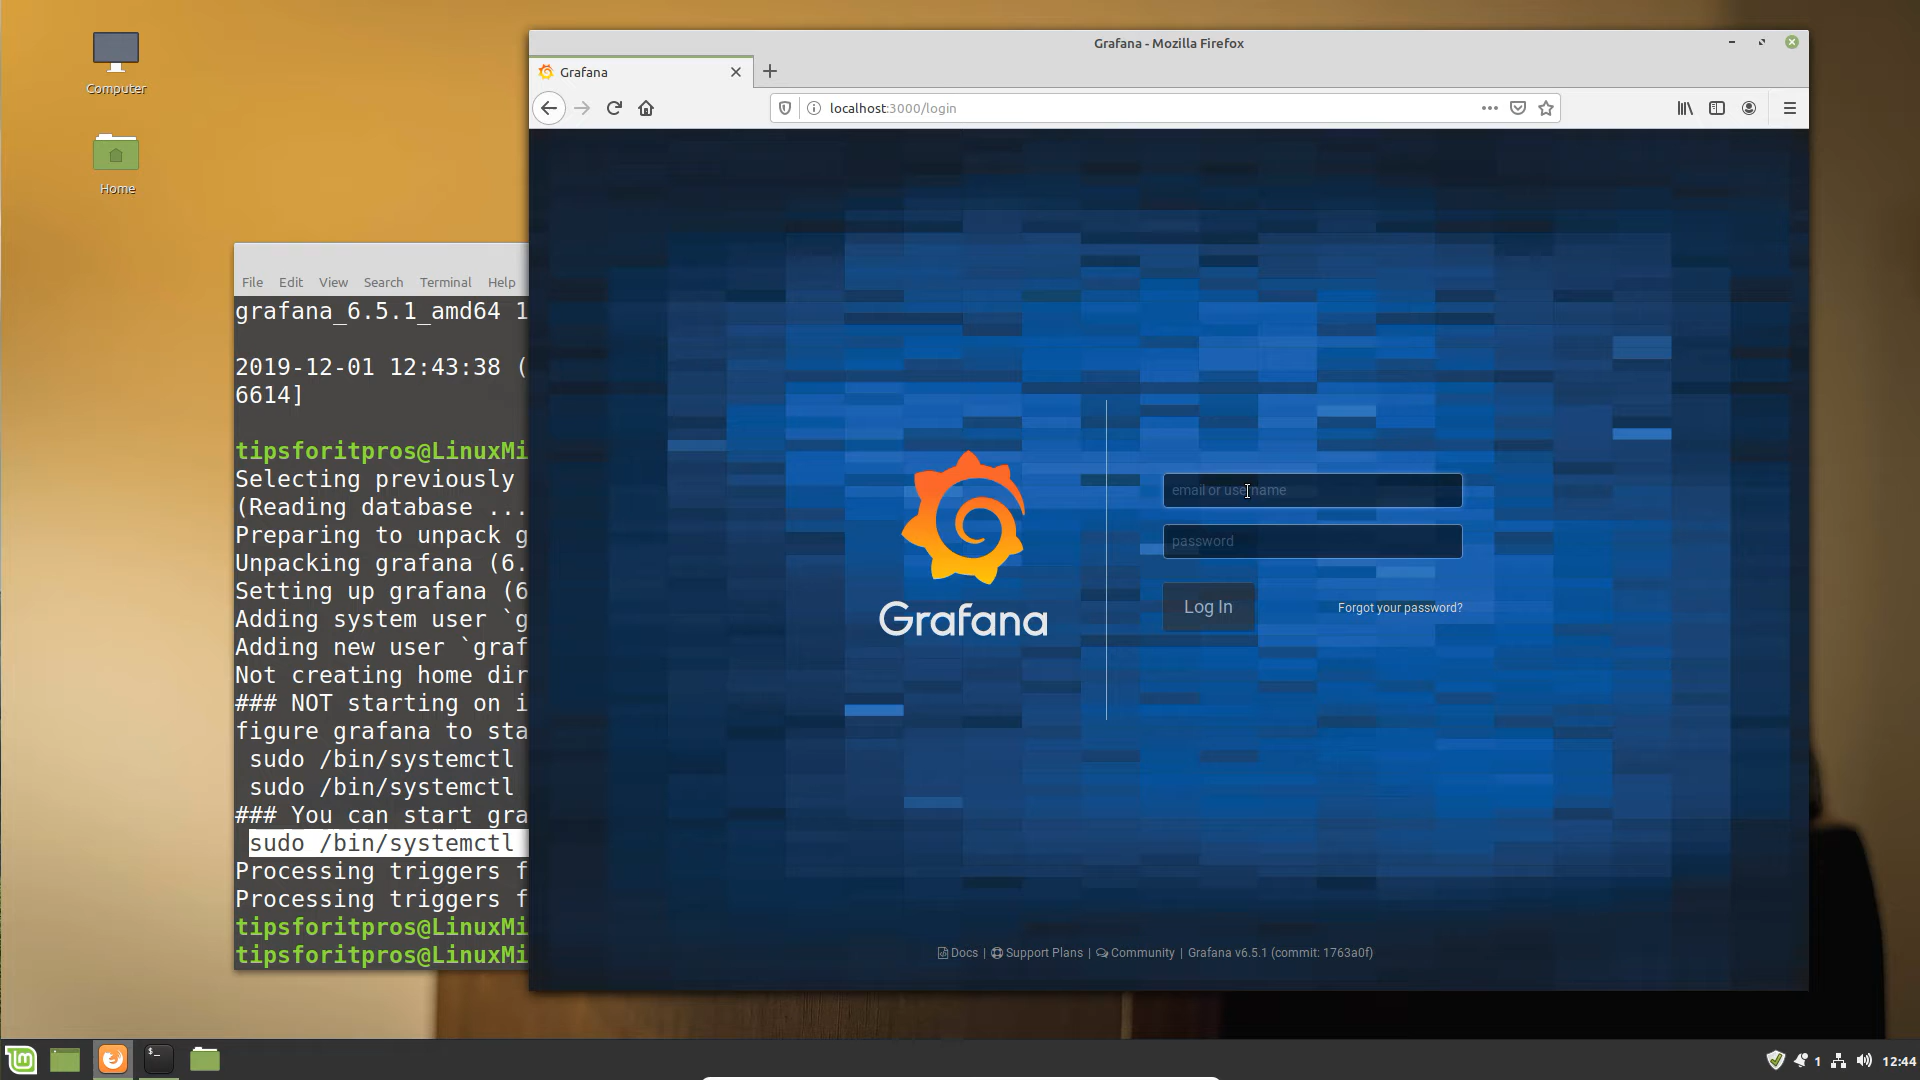 Computer
Home
File Edit View Search Terminal Help
grafana_6.5.1_amd64 1
2019-12-01 12:43:38 (
6614]
tipsforitpros@LinuxMi
Selecting previously
(Reading database ...
Preparing to unpack g
Unpacking grafana (6.
Setting up grafana (6
Adding system user `g
Adding new user `graf
Not creating home dir
### NOT starting on i
figure grafana to sta
sudo /bin/systemctl
sudo /bin/systemctl
### You can start gra
sudo /bin/systemctl
Processing triggers f
Processing triggers f
tipsforitpros@LinuxMi
tipsforitpros@LinuxMi
Grafana - Mozilla Firefox
Grafana
localhost:3000/login
Grafana
email or username
password
Log In
Forgot your password?
Docs | Support Plans | Community | Grafana v6.5.1 (commit: 1763a0f)
1 12:44